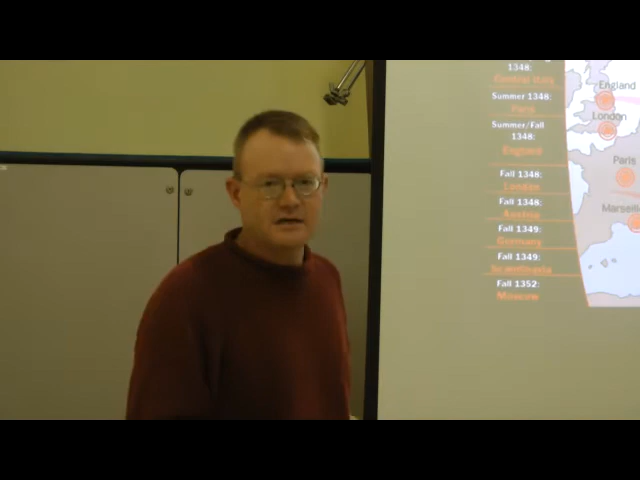 1348:
Central Italy
Summer 1348:
Paris
Summer/Fall
1348:
England
Fall 1348:
London
Fall 1348:
Austria
Fall 1349:
Germany
Fall 1349:
Scandinavia
Fall 1352:
Moscow
England
London
Paris
Marseill